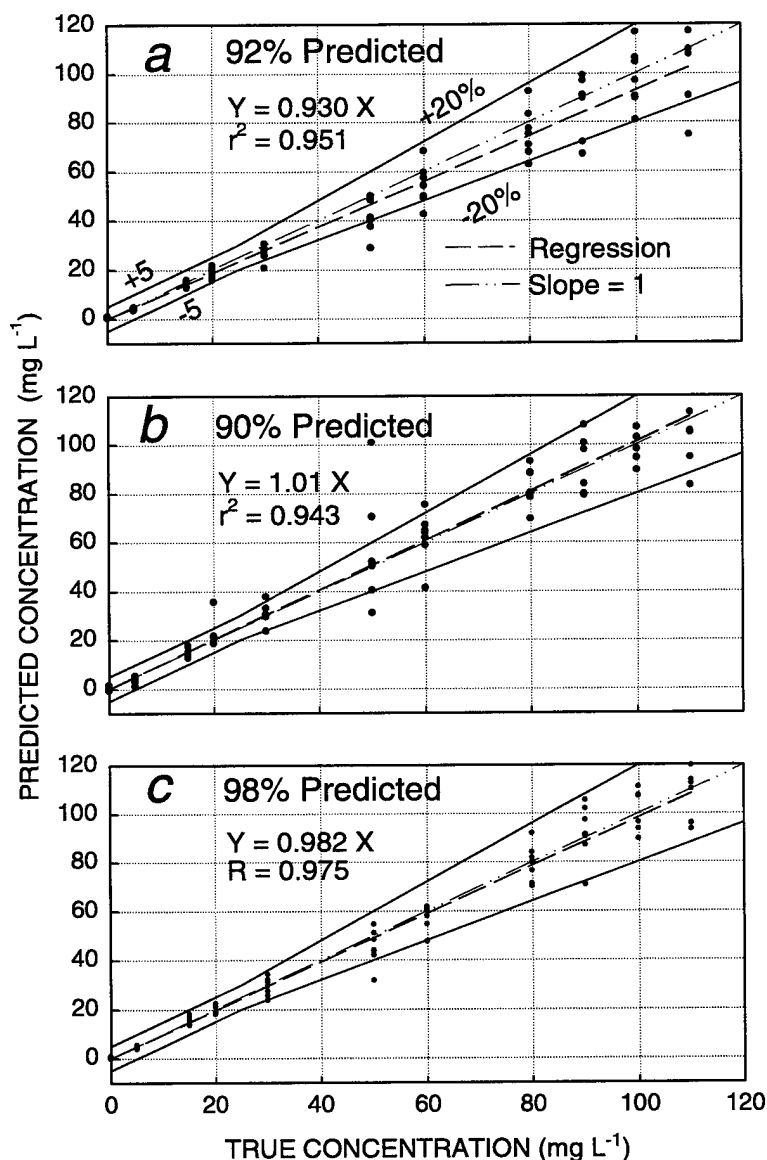 PREDICTED CONCENTRATION (mg L⁻¹)
120
100
80
60
40
20
0
a 92% Predicted
Y = 0.930 X
r² = 0.951
+20%
-20%
+5
-5
Regression
Slope = 1
120
100
80
60
40
20
0
b 90% Predicted
Y = 1.01 X
r² = 0.943
120
100
80
60
40
20
0
c 98% Predicted
Y = 0.982 X
R = 0.975
0 20 40 60 80 100 120
TRUE CONCENTRATION (mg L⁻¹)